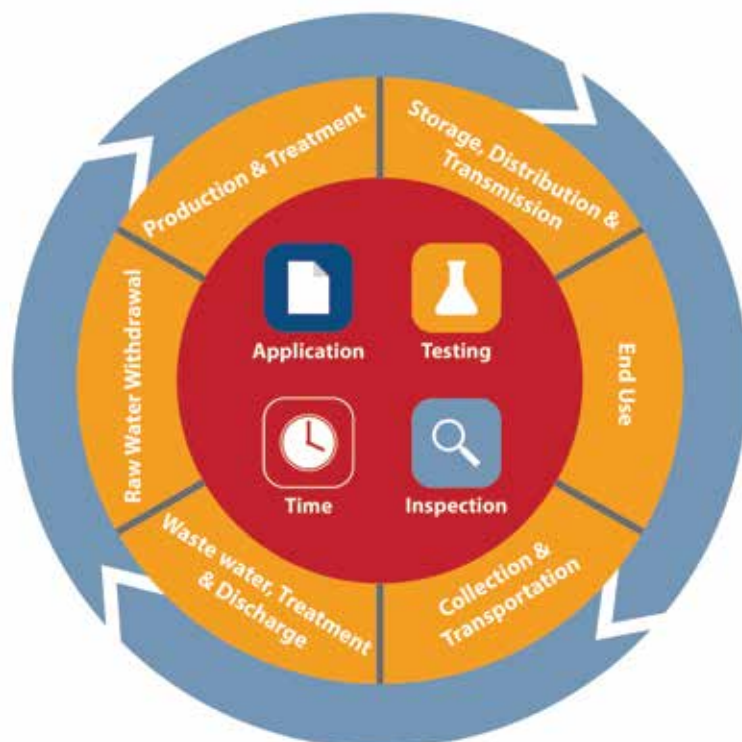 Production & Treatment
Storage, Distribution &
Transmission
End Use
Collection &
Transportation
Waste water, Treatment
& Discharge
Raw Water Withdrawal
Application
Testing
Time
Inspection